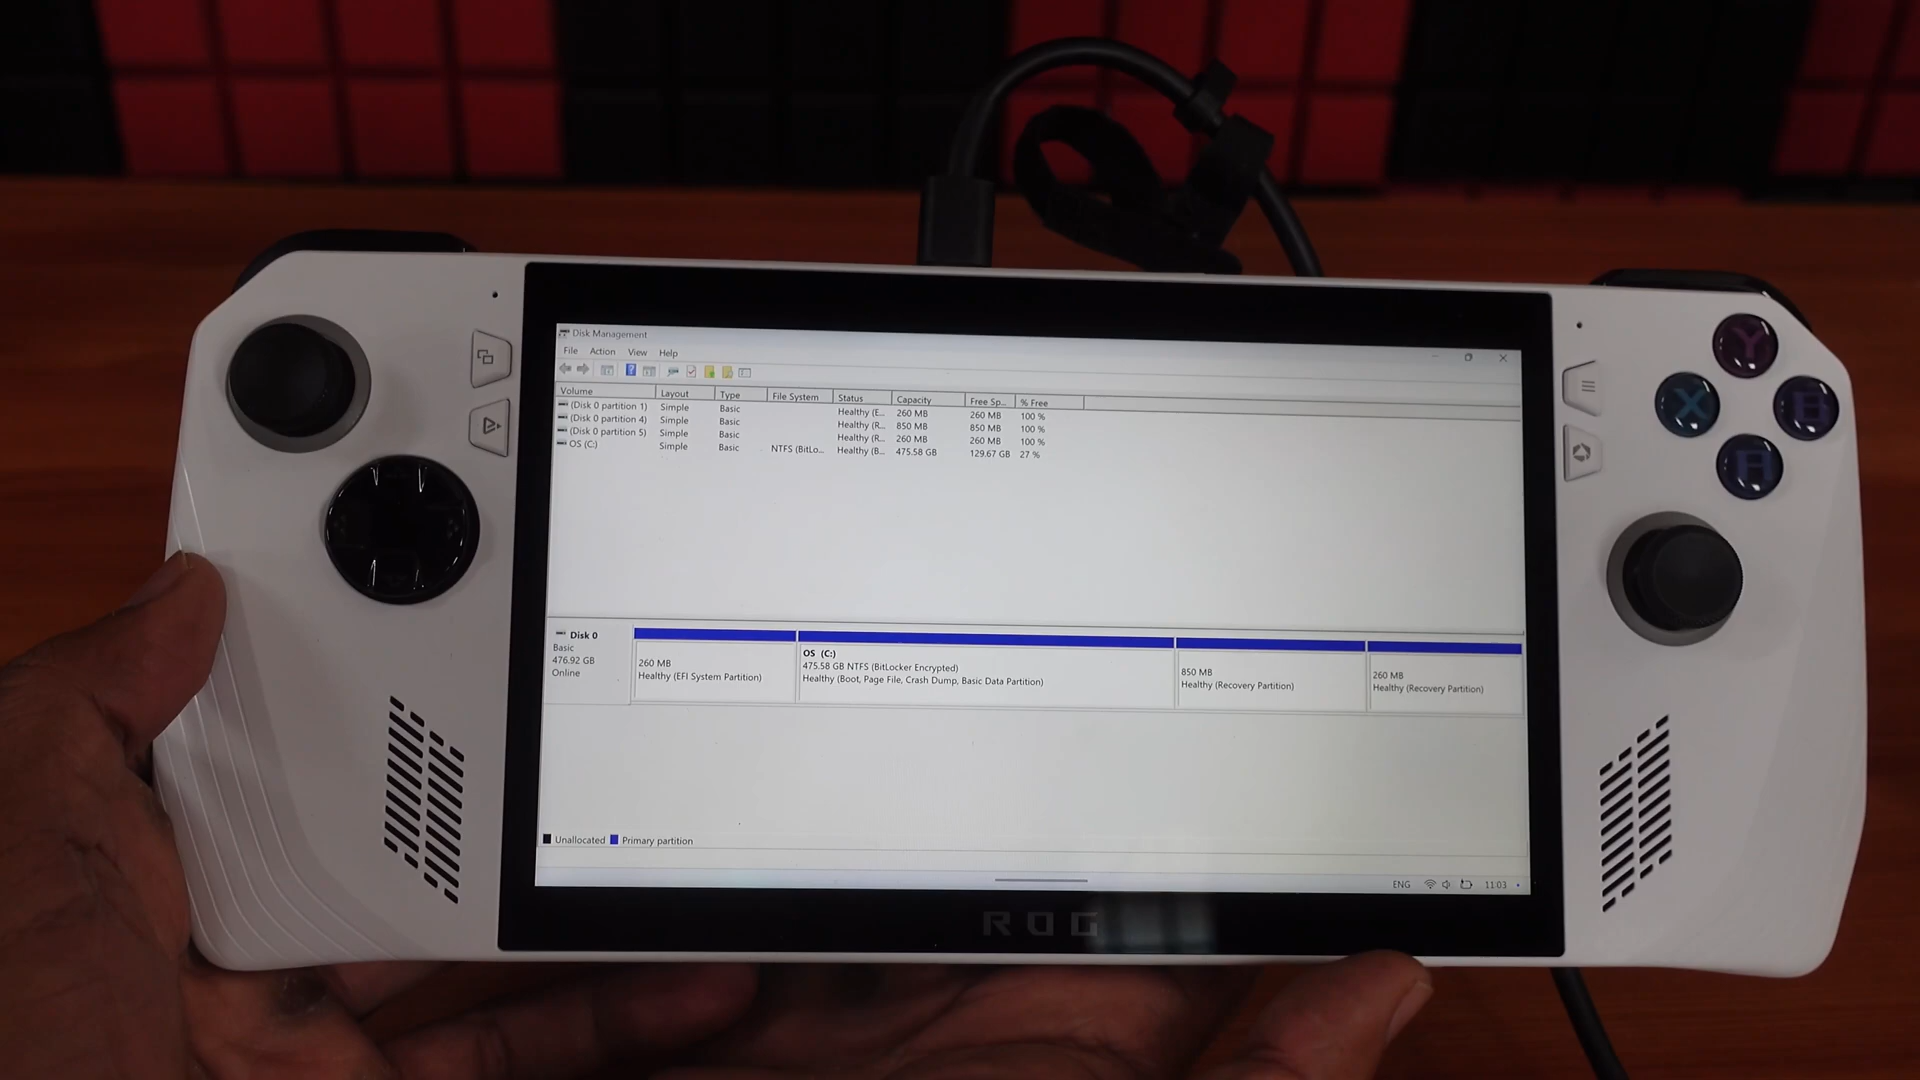 Disk Management
File Action View Help
Volume Layout Type File System Status Capacity Free Sp... % Free
(Disk 0 partition 1) Simple Basic Healthy (E... 260 MB 260 MB 100 %
(Disk 0 partition 4) Simple Basic Healthy (R... 850 MB 850 MB 100 %
(Disk 0 partition 5) Simple Basic Healthy (R... 260 MB 260 MB 100 %
OS (C:) Simple Basic NTFS (BitLo... Healthy (B... 475.58 GB 129.67 GB 27 %
Disk 0
Basic
476.92 GB
Online
260 MB
Healthy (EFI System Partition)
OS (C:)
475.58 GB NTFS (BitLocker Encrypted)
Healthy (Boot, Page File, Crash Dump, Basic Data Partition)
850 MB
Healthy (Recovery Partition)
260 MB
Healthy (Recovery Partition)
Unallocated Primary partition
ENG 11:03
ROG
Y
X
B
A